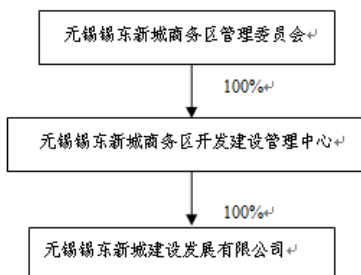 无锡锡东新城商务区管理委员会
100%
无锡锡东新城商务区开发建设管理中心
100%
无锡锡东新城建设发展有限公司